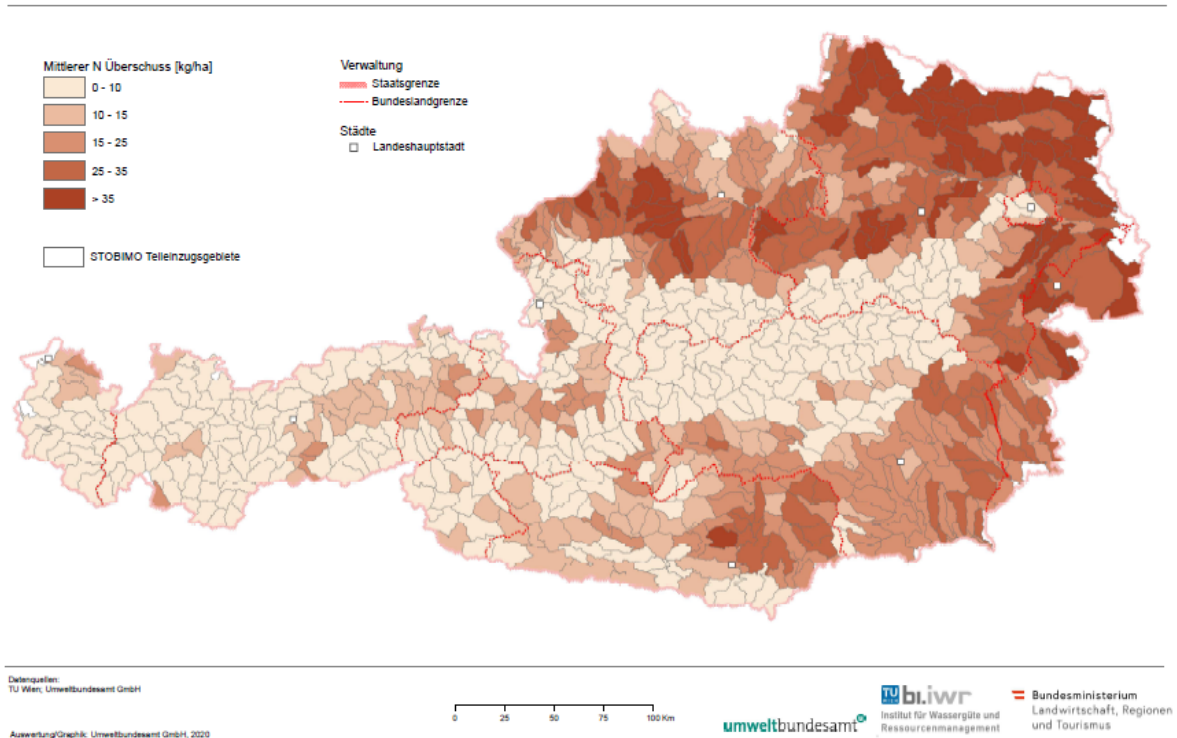 Mittlerer N Überschuss [kg/ha]
0 - 10
10 - 15
15 - 25
25 - 35
> 35
STOBIMO Teileinzugsgebiete
Verwaltung
Staatsgrenze
Bundeslandgrenze
Städte
Landeshauptstadt
Datenquellen:
TU Wien; Umweltbundesamt GmbH
Auswertung/Graphik: Umweltbundesamt GmbH, 2020
0 25 50 75 100 Km
umweltbundesamt
TU bi.iwr
Institut für Wassergüte und
Ressourcenmanagement
Bundesministerium
Landwirtschaft, Regionen
und Tourismus